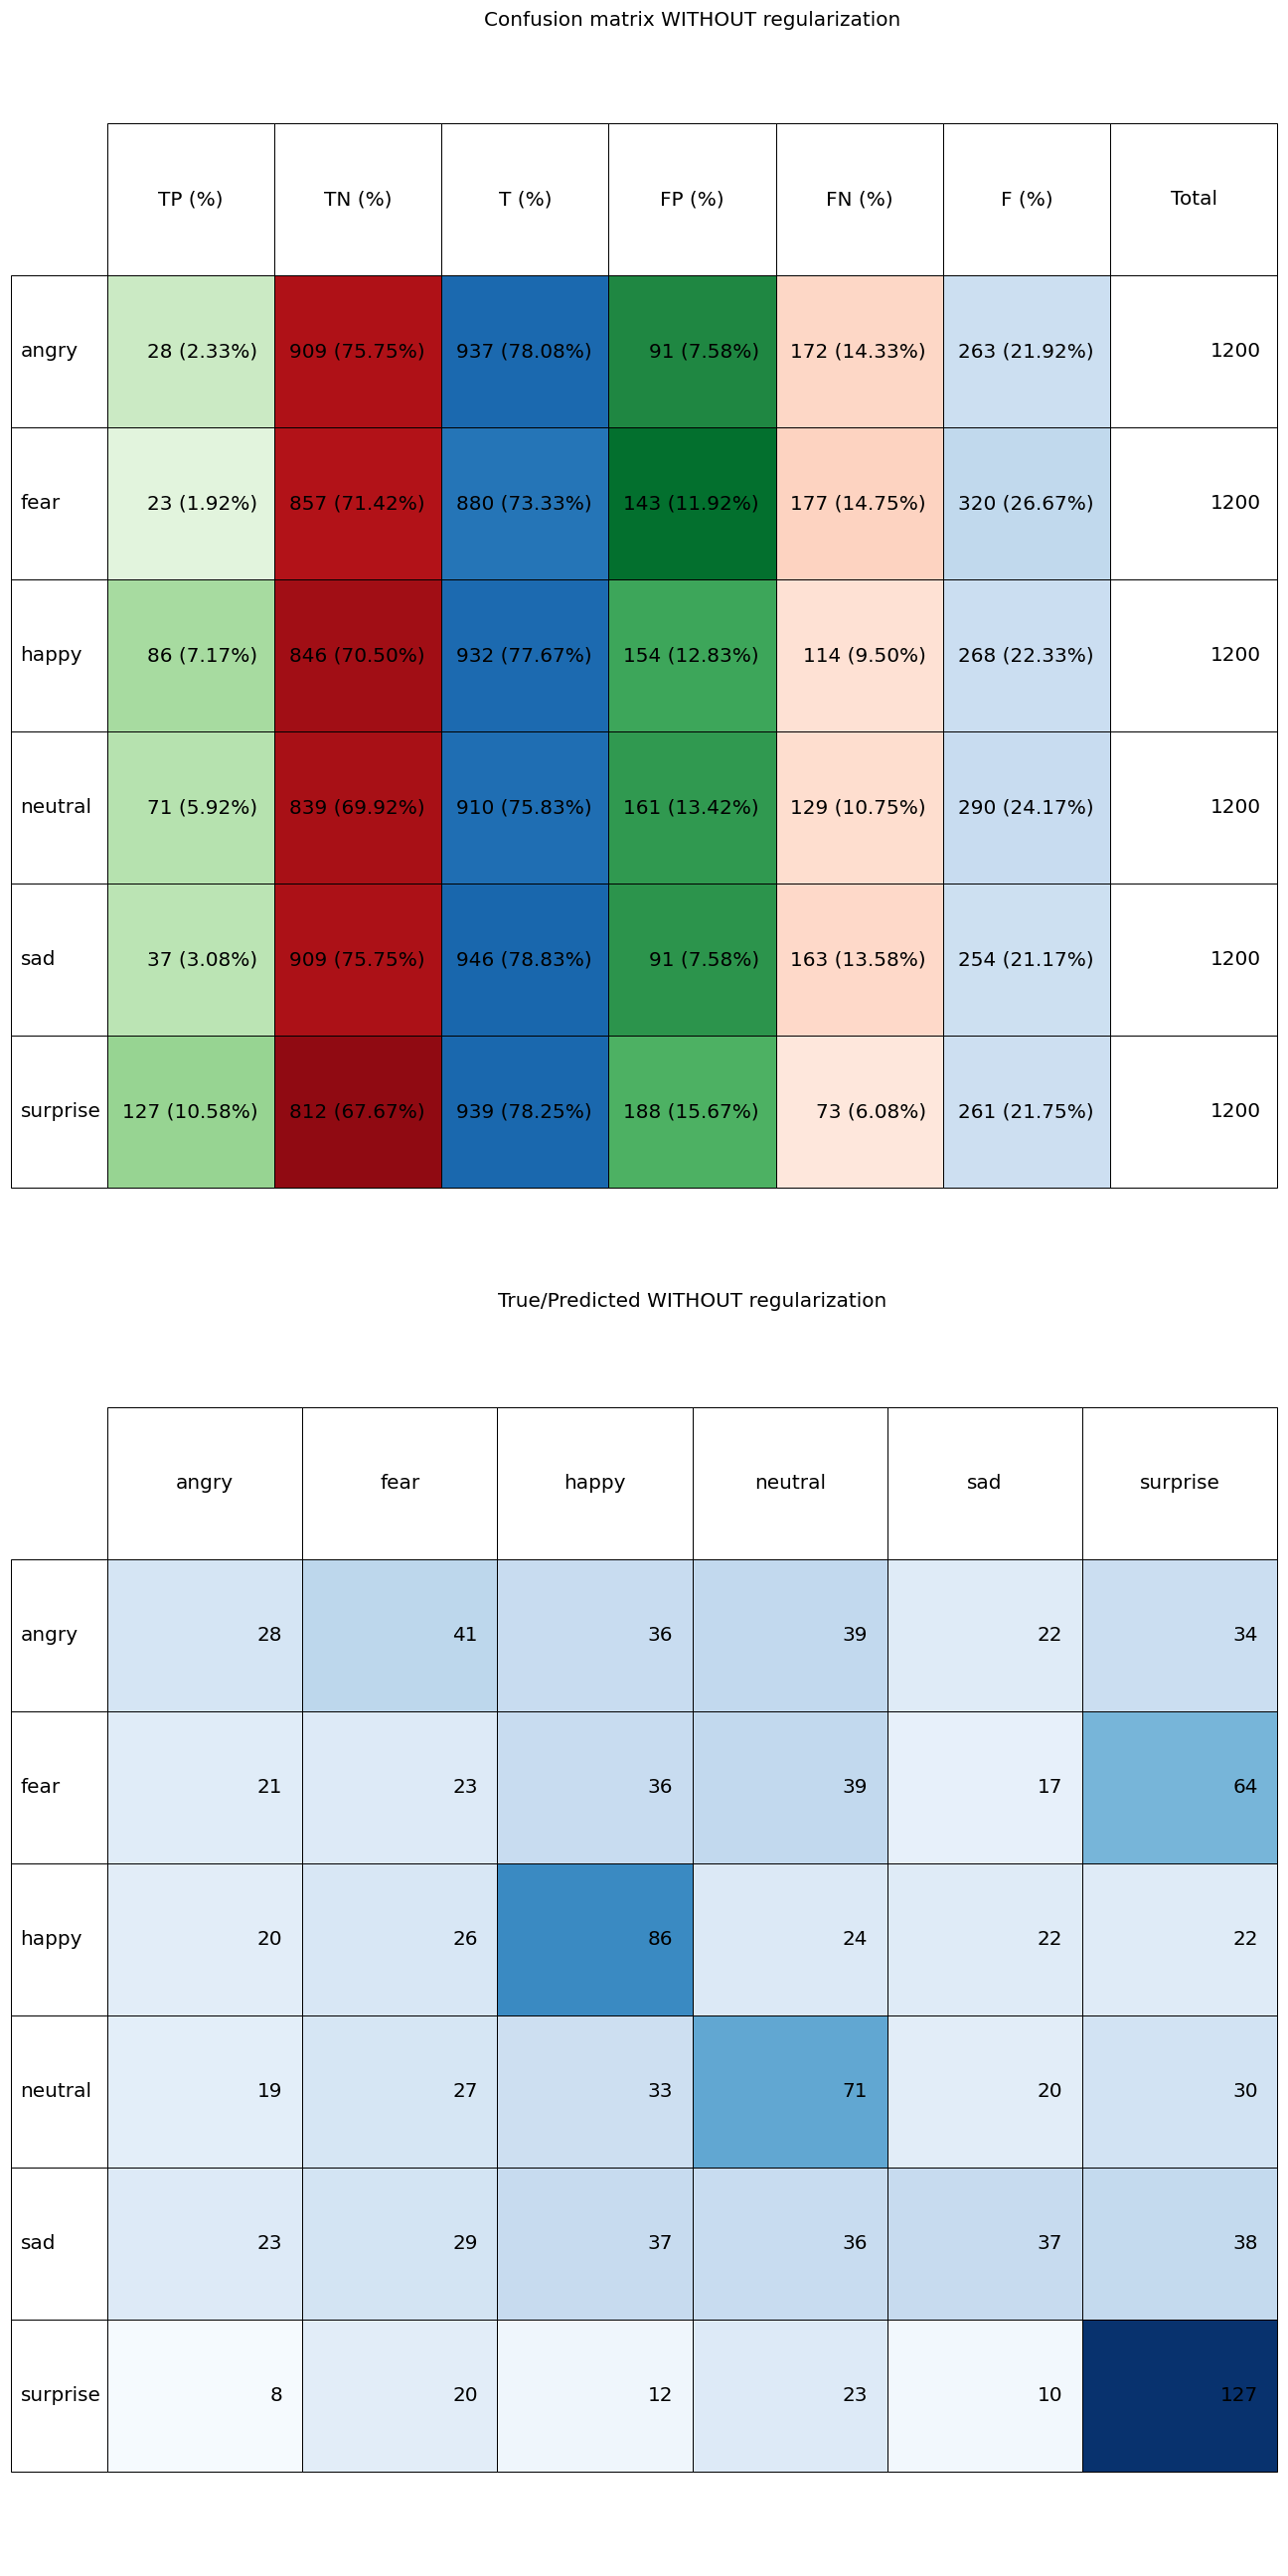 Confusion matrix WITHOUT regularization
TP (%) TN (%) T (%) FP (%) FN (%) F (%) Total
angry 28 (2.33%) 909 (75.75%) 937 (78.08%) 91 (7.58%) 172 (14.33%) 263 (21.92%) 1200
fear 23 (1.92%) 857 (71.42%) 880 (73.33%) 143 (11.92%) 177 (14.75%) 320 (26.67%) 1200
happy 86 (7.17%) 846 (70.50%) 932 (77.67%) 154 (12.83%) 114 (9.50%) 268 (22.33%) 1200
neutral 71 (5.92%) 839 (69.92%) 910 (75.83%) 161 (13.42%) 129 (10.75%) 290 (24.17%) 1200
sad 37 (3.08%) 909 (75.75%) 946 (78.83%) 91 (7.58%) 163 (13.58%) 254 (21.17%) 1200
surprise 127 (10.58%) 812 (67.67%) 939 (78.25%) 188 (15.67%) 73 (6.08%) 261 (21.75%) 1200
True/Predicted WITHOUT regularization
angry fear happy neutral sad surprise
angry 28 41 36 39 22 34
fear 21 23 36 39 17 64
happy 20 26 86 24 22 22
neutral 19 27 33 71 20 30
sad 23 29 37 36 37 38
surprise 8 20 12 23 10 127